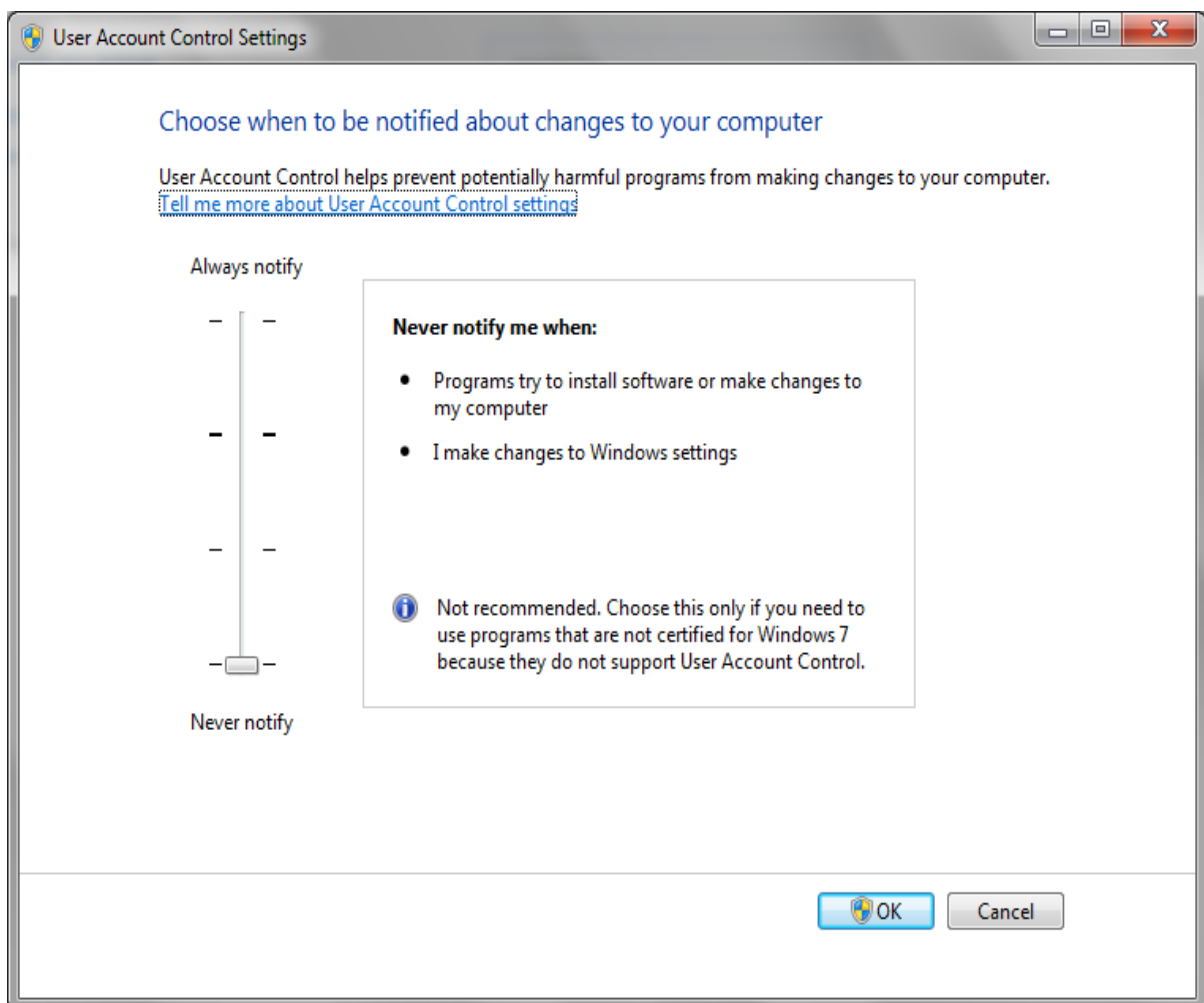 User Account Control Settings
Choose when to be notified about changes to your computer
User Account Control helps prevent potentially harmful programs from making changes to your computer.
Tell me more about User Account Control settings
Always notify
Never notify me when:
• Programs try to install software or make changes to
my computer
• I make changes to Windows settings
Not recommended. Choose this only if you need to
use programs that are not certified for Windows 7
because they do not support User Account Control.
Never notify
OK
Cancel